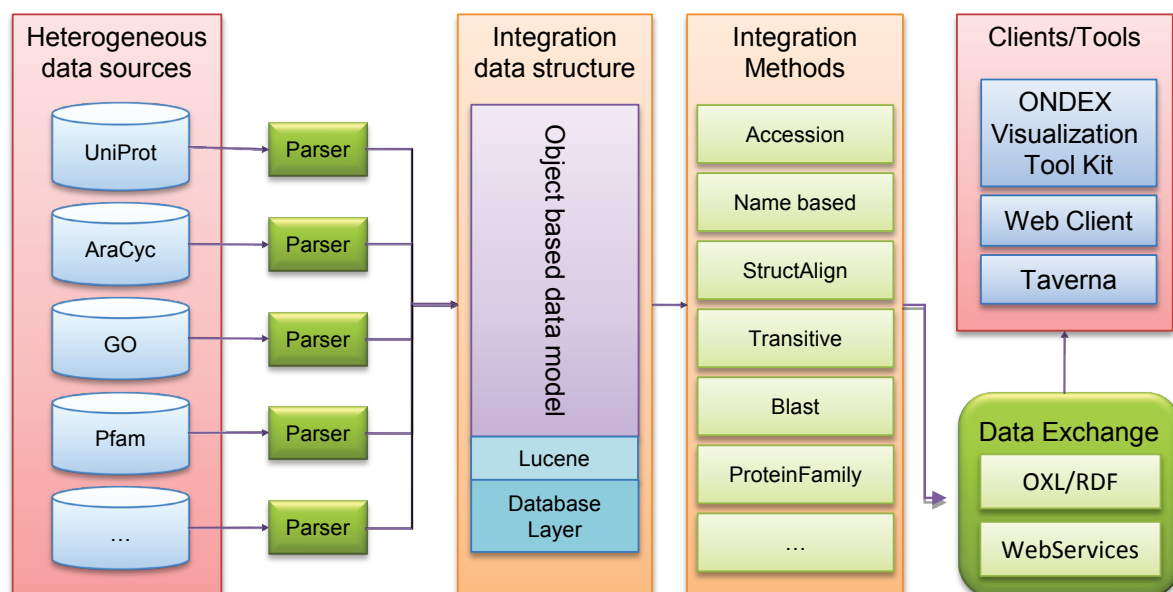 Heterogeneous
data sources
UniProt
AraCyc
GO
Pfam
…
Parser
Parser
Parser
Parser
Parser
Integration
data structure
Object based data model
Lucene
Database
Layer
Integration
Methods
Accession
Name based
StructAlign
Transitive
Blast
ProteinFamily
…
Clients/Tools
ONDEX
Visualization
Tool Kit
Web Client
Taverna
Data Exchange
OXL/RDF
WebServices